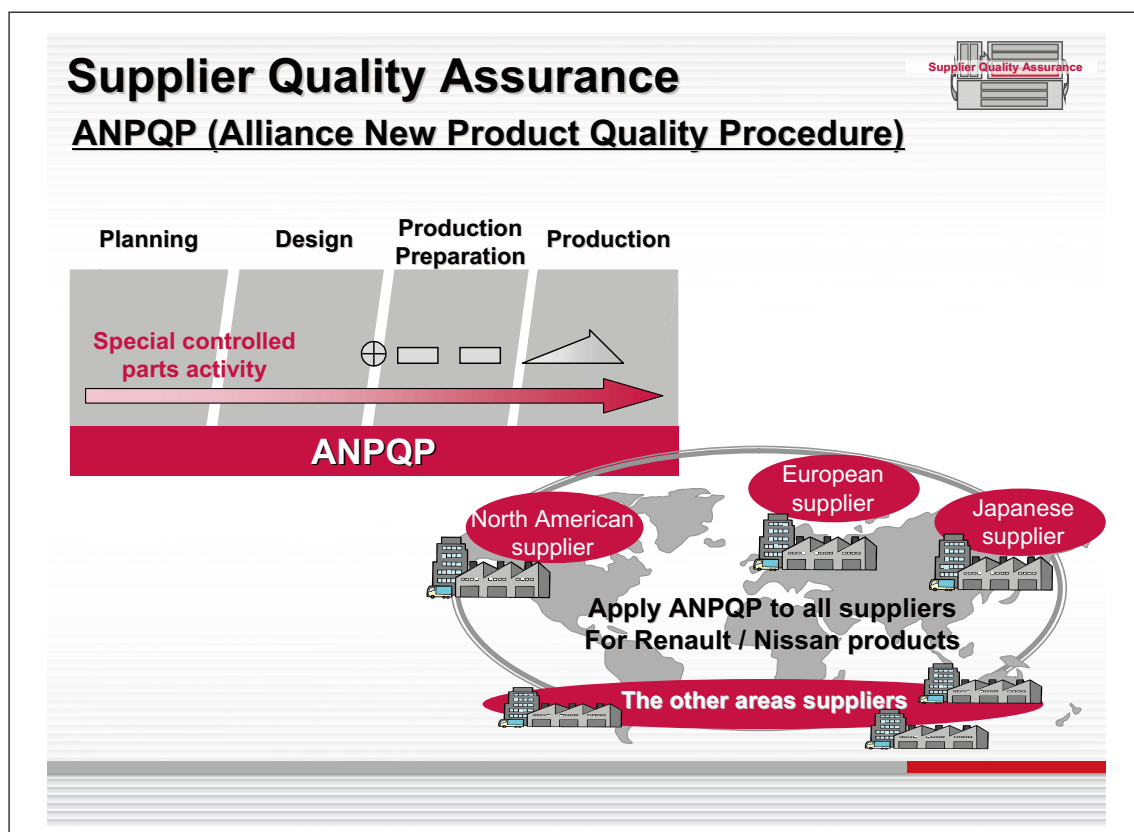 Supplier Quality Assurance
Supplier Quality Assurance
ANPQP (Alliance New Product Quality Procedure)
Planning
Design
Production
Preparation
Production
Special controlled
parts activity
ANPQP
North American
supplier
European
supplier
Japanese
supplier
Apply ANPQP to all suppliers
For Renault / Nissan products
The other areas suppliers